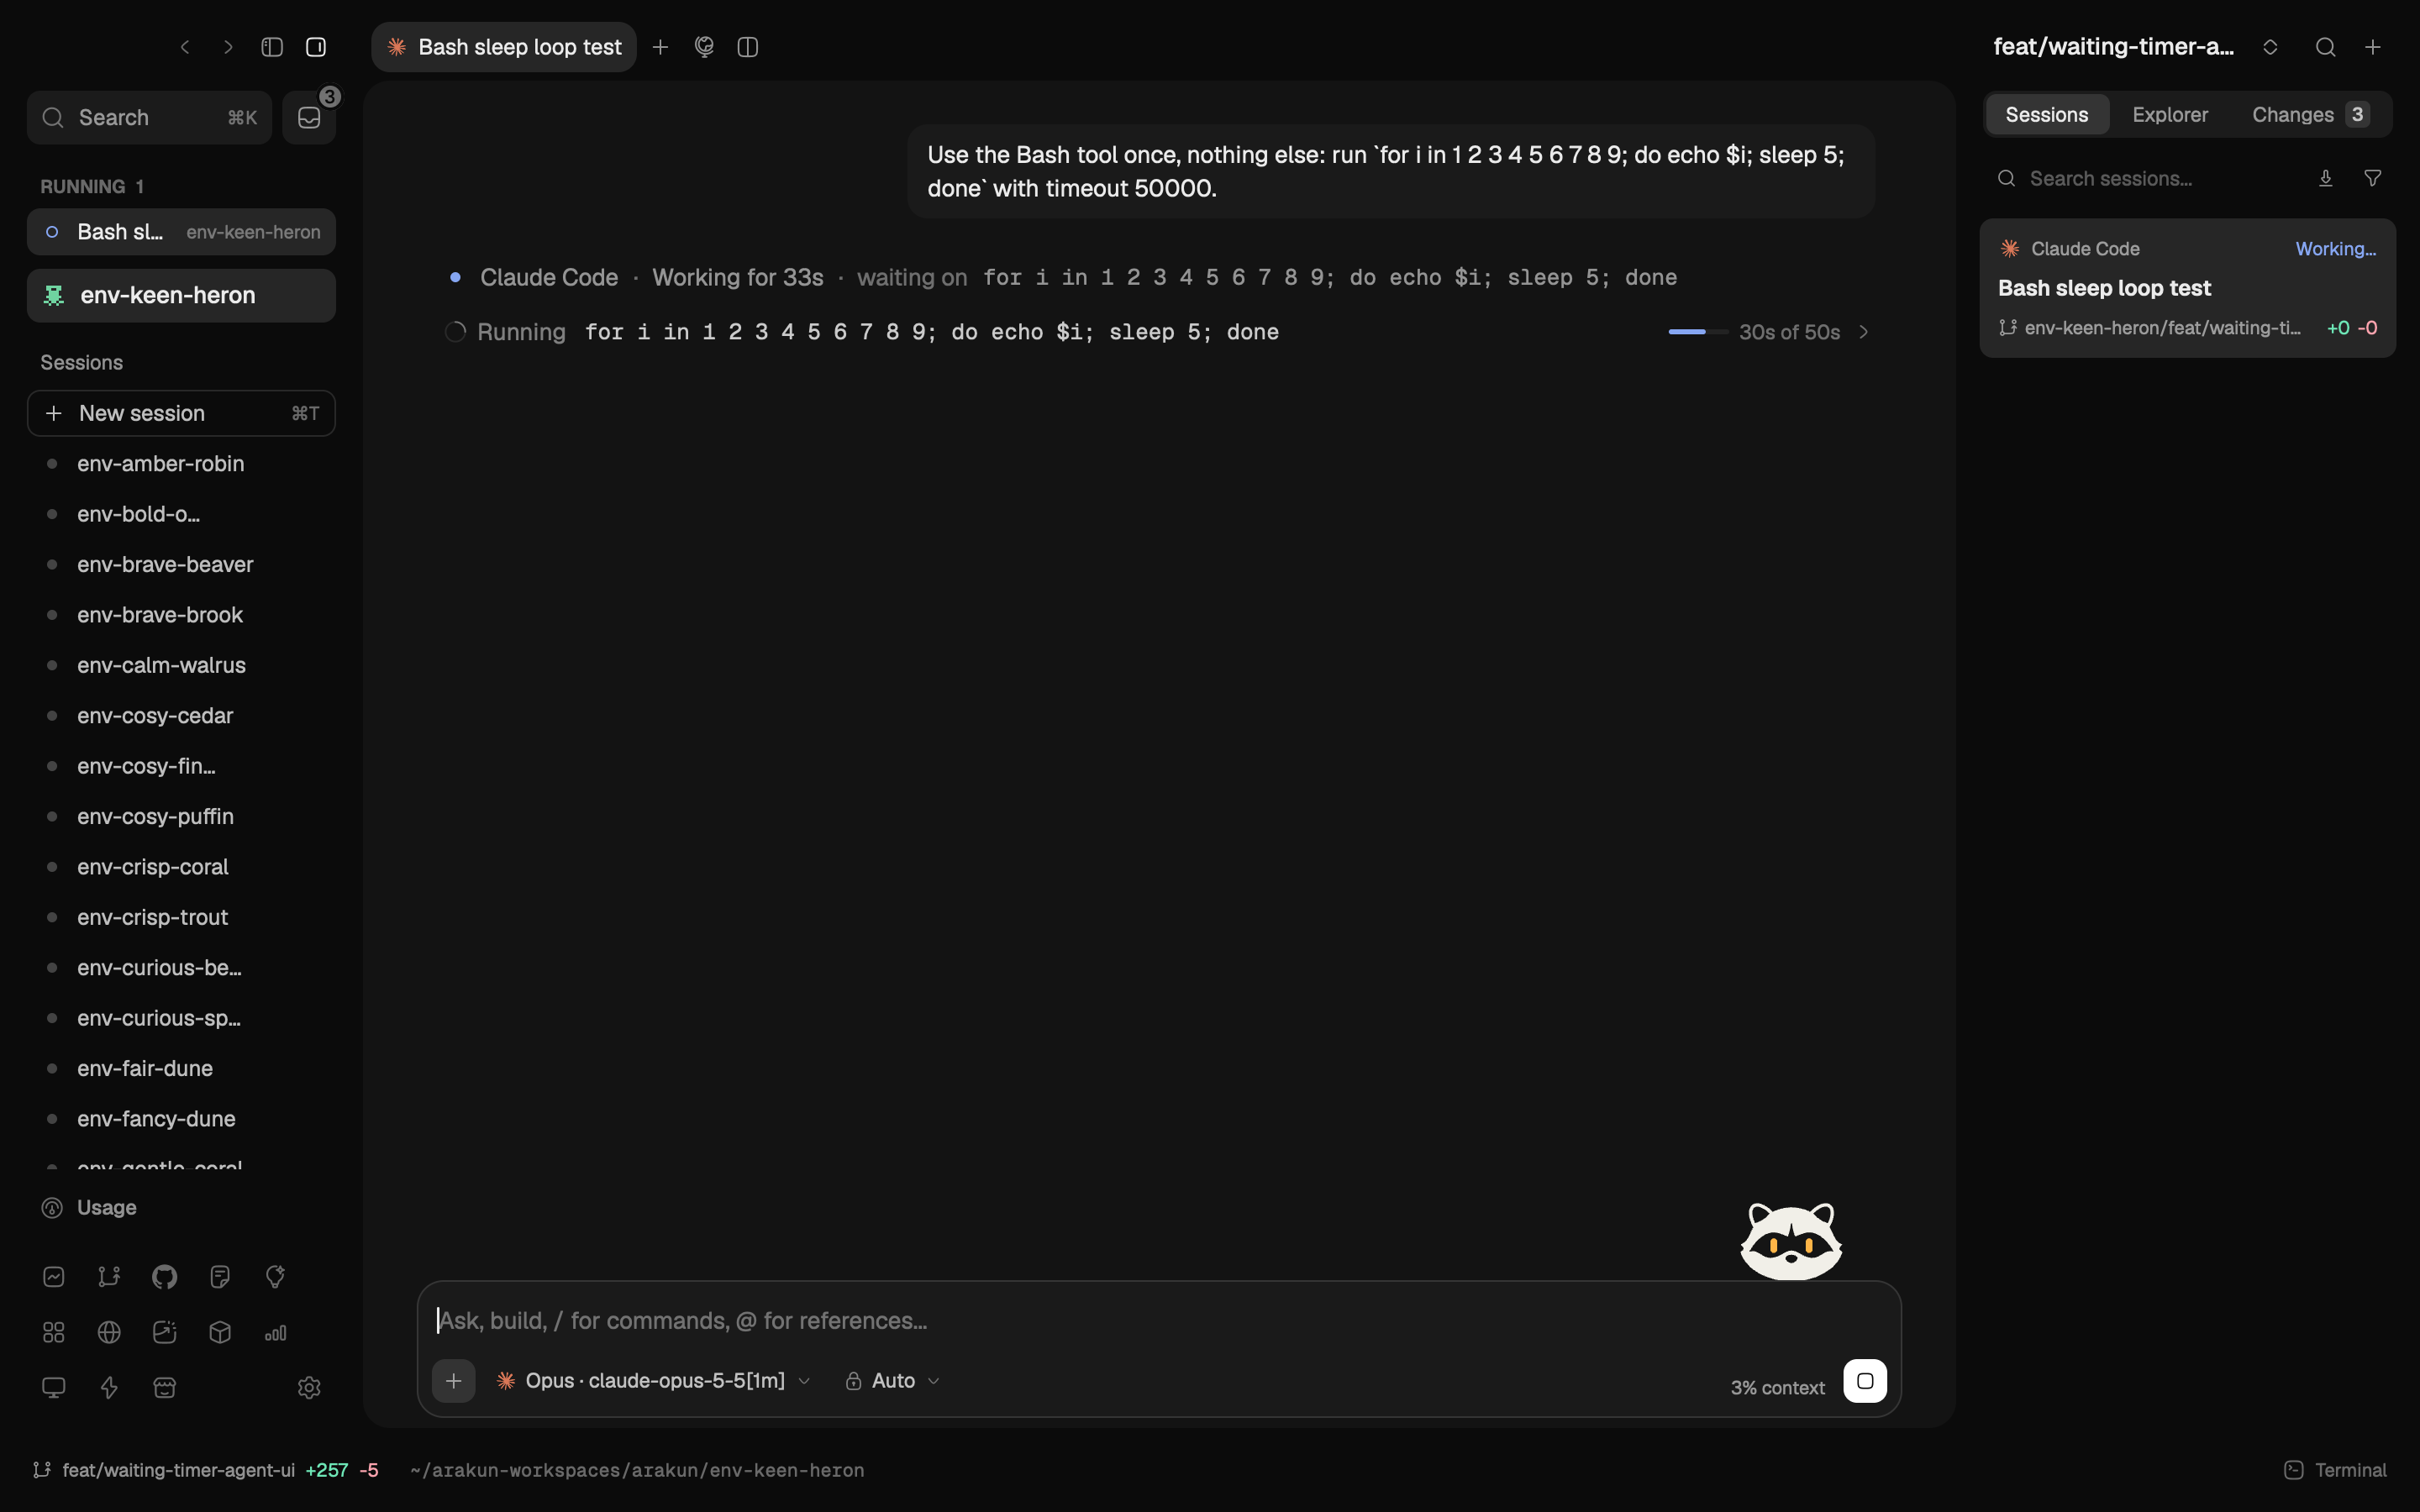 Bash sleep loop test
feat/waiting-timer-a...
Search ⌘K
3
Sessions Explorer Changes 3
Use the Bash tool once, nothing else: run `for i in 1 2 3 4 5 6 7 8 9; do echo $i; sleep 5;
done` with timeout 50000.
Search sessions...
RUNNING 1
Bash sl... env-keen-heron
env-keen-heron
Claude Code · Working for 33s · waiting on for i in 1 2 3 4 5 6 7 8 9; do echo $i; sleep 5; done
Running for i in 1 2 3 4 5 6 7 8 9; do echo $i; sleep 5; done 30s of 50s
Claude Code Working...
Bash sleep loop test
env-keen-heron/feat/waiting-ti... +0 -0
Sessions
New session ⌘T
env-amber-robin
env-bold-o...
env-brave-beaver
env-brave-brook
env-calm-walrus
env-cosy-cedar
env-cosy-fin...
env-cosy-puffin
env-crisp-coral
env-crisp-trout
env-curious-be...
env-curious-sp...
env-fair-dune
env-fancy-dune
env-gentle-coral
Usage
Ask, build, / for commands, @ for references...
Opus · claude-opus-5-5[1m] Auto 3% context
feat/waiting-timer-agent-ui +257 -5 ~/arakun-workspaces/arakun/env-keen-heron Terminal